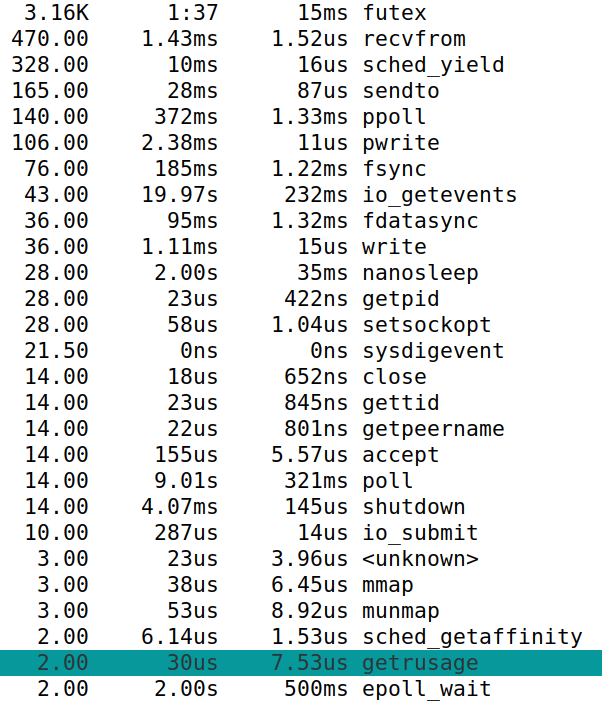 3.16K 1:37 15ms futex
470.00 1.43ms 1.52us recvfrom
328.00 10ms 16us sched_yield
165.00 28ms 87us sendto
140.00 372ms 1.33ms ppoll
106.00 2.38ms 11us pwrite
76.00 185ms 1.22ms fsync
43.00 19.97s 232ms io_getevents
36.00 95ms 1.32ms fdatasync
36.00 1.11ms 15us write
28.00 2.00s 35ms nanosleep
28.00 23us 422ns getpid
28.00 58us 1.04us setsockopt
21.50 0ns 0ns sysdigevent
14.00 18us 652ns close
14.00 23us 845ns gettid
14.00 22us 801ns getpeername
14.00 155us 5.57us accept
14.00 9.01s 321ms poll
14.00 4.07ms 145us shutdown
10.00 287us 14us io_submit
3.00 23us 3.96us <unknown>
3.00 38us 6.45us mmap
3.00 53us 8.92us munmap
2.00 6.14us 1.53us sched_getaffinity
2.00 30us 7.53us getrusage
2.00 2.00s 500ms epoll_wait